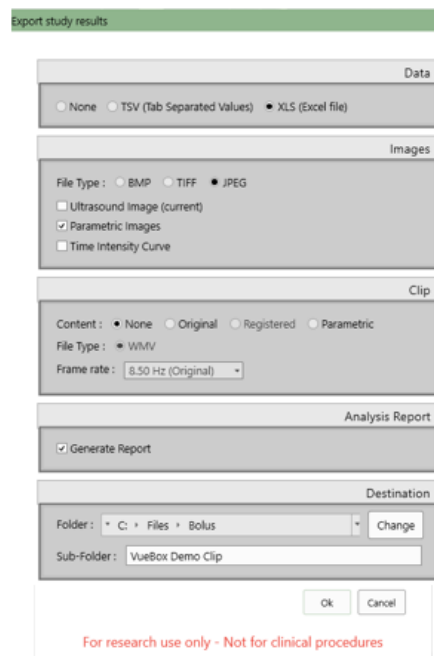 Export study results
Data
None TSV (Tab Separated Values) XLS (Excel file)
Images
File Type : BMP TIFF JPEG
Ultrasound Image (current)
Parametric Images
Time Intensity Curve
Clip
Content : None Original Registered Parametric
File Type : WMV
Frame rate : 8.50 Hz (Original)
Analysis Report
Generate Report
Destination
Folder : C: Files Bolus Change
Sub-Folder : VueBox Demo Clip
Ok Cancel
For research use only - Not for clinical procedures